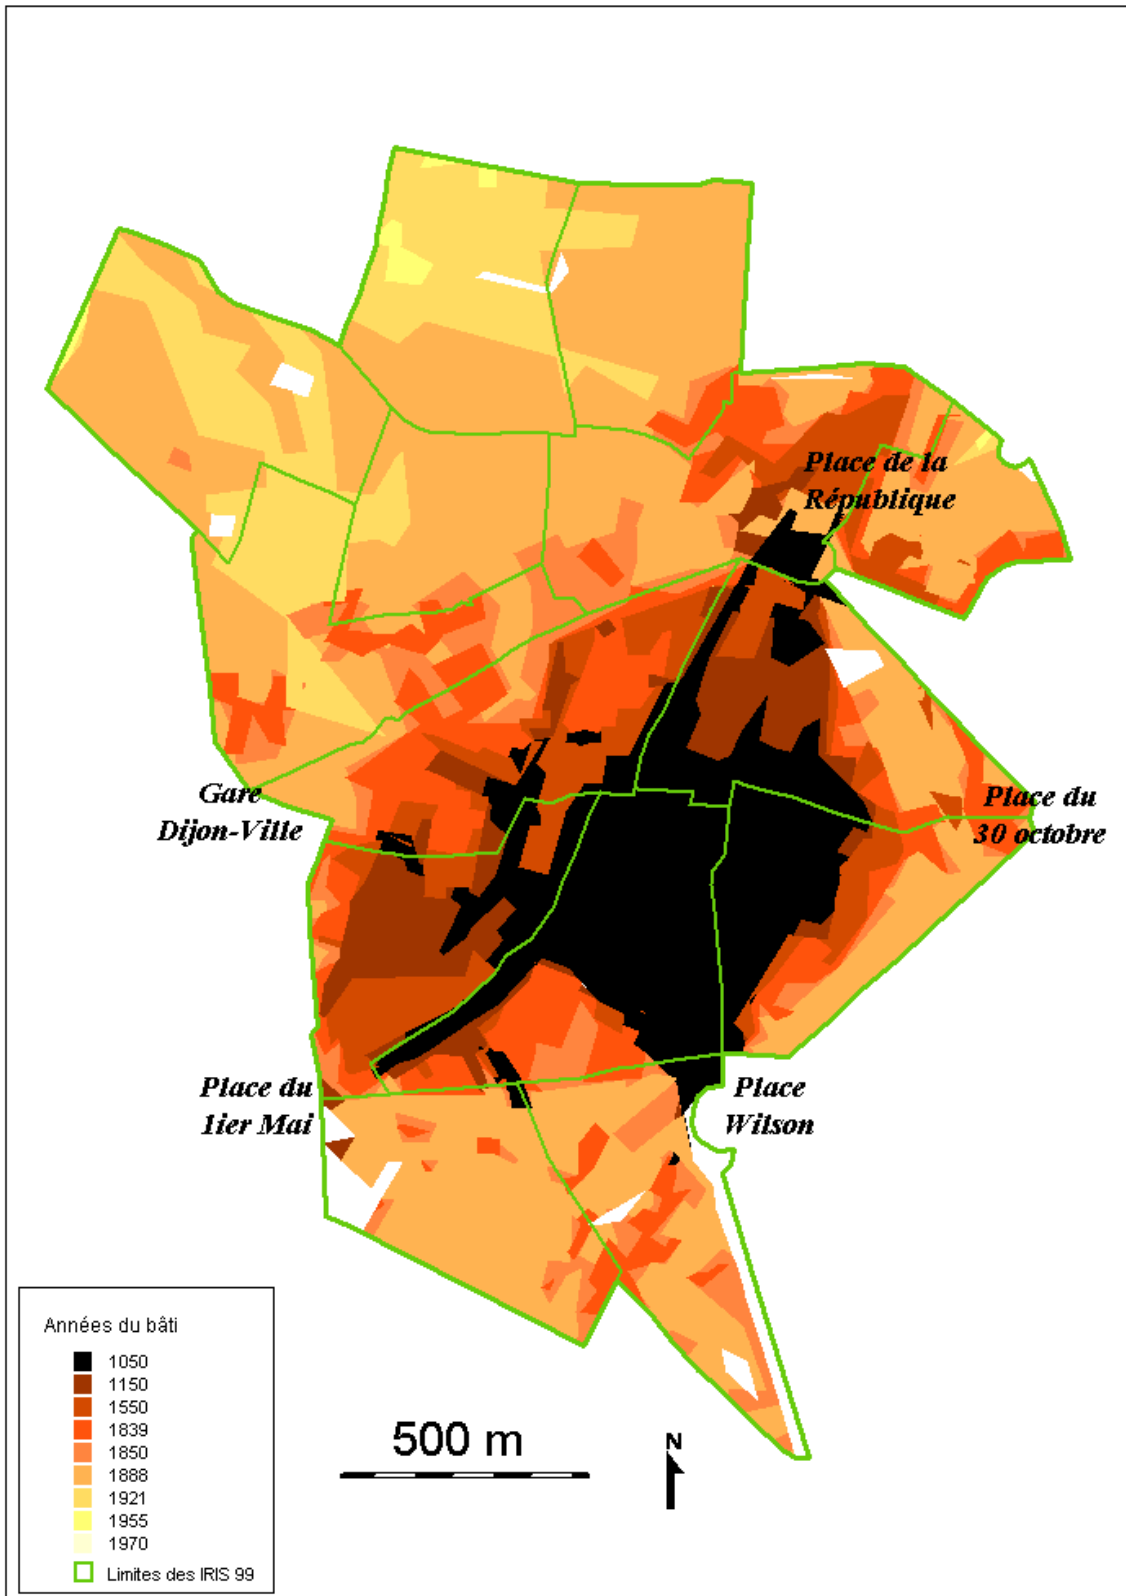 Place de la
République
Gare
Dijon-Ville
Place du
30 octobre
Place du
1ier Mai
Place
Wilson
Années du bâti
1050
1150
1550
1839
1850
1888
1921
1955
1970
Limites des IRIS 99
500 m
N